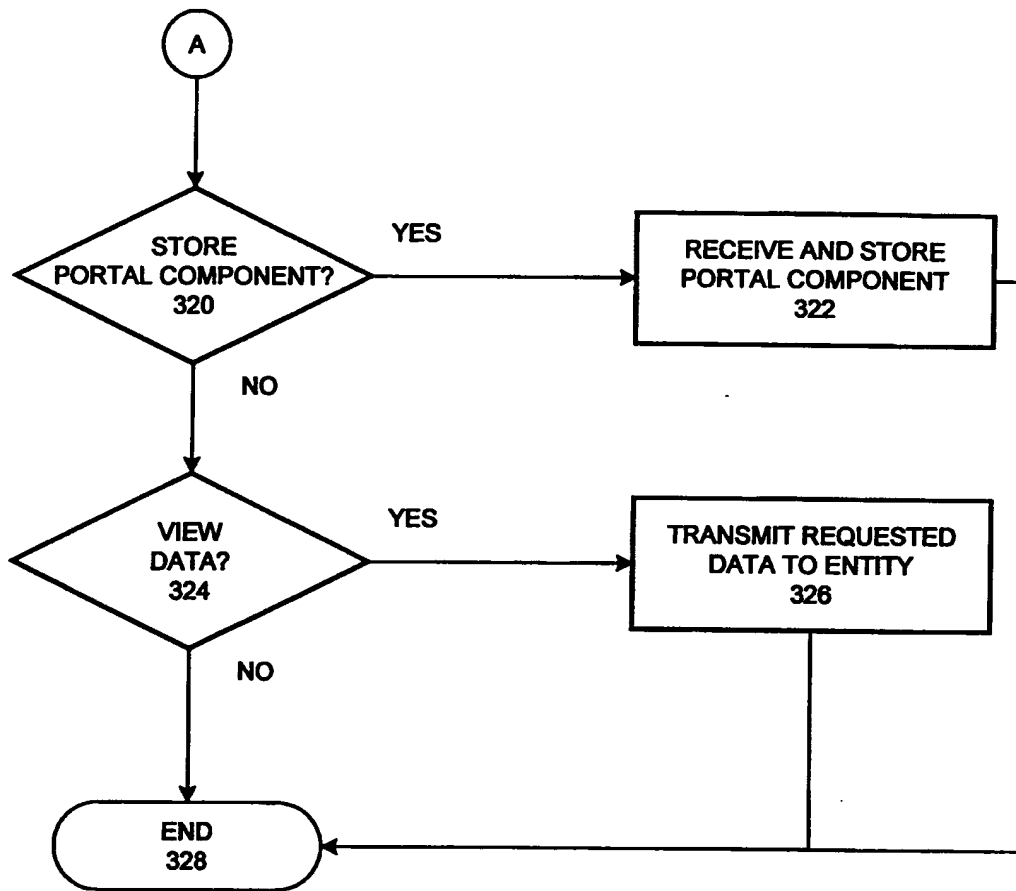 A
STORE
PORTAL COMPONENT?
320
YES
RECEIVE AND STORE
PORTAL COMPONENT
322
NO
VIEW
DATA?
324
YES
TRANSMIT REQUESTED
DATA TO ENTITY
326
NO
END
328